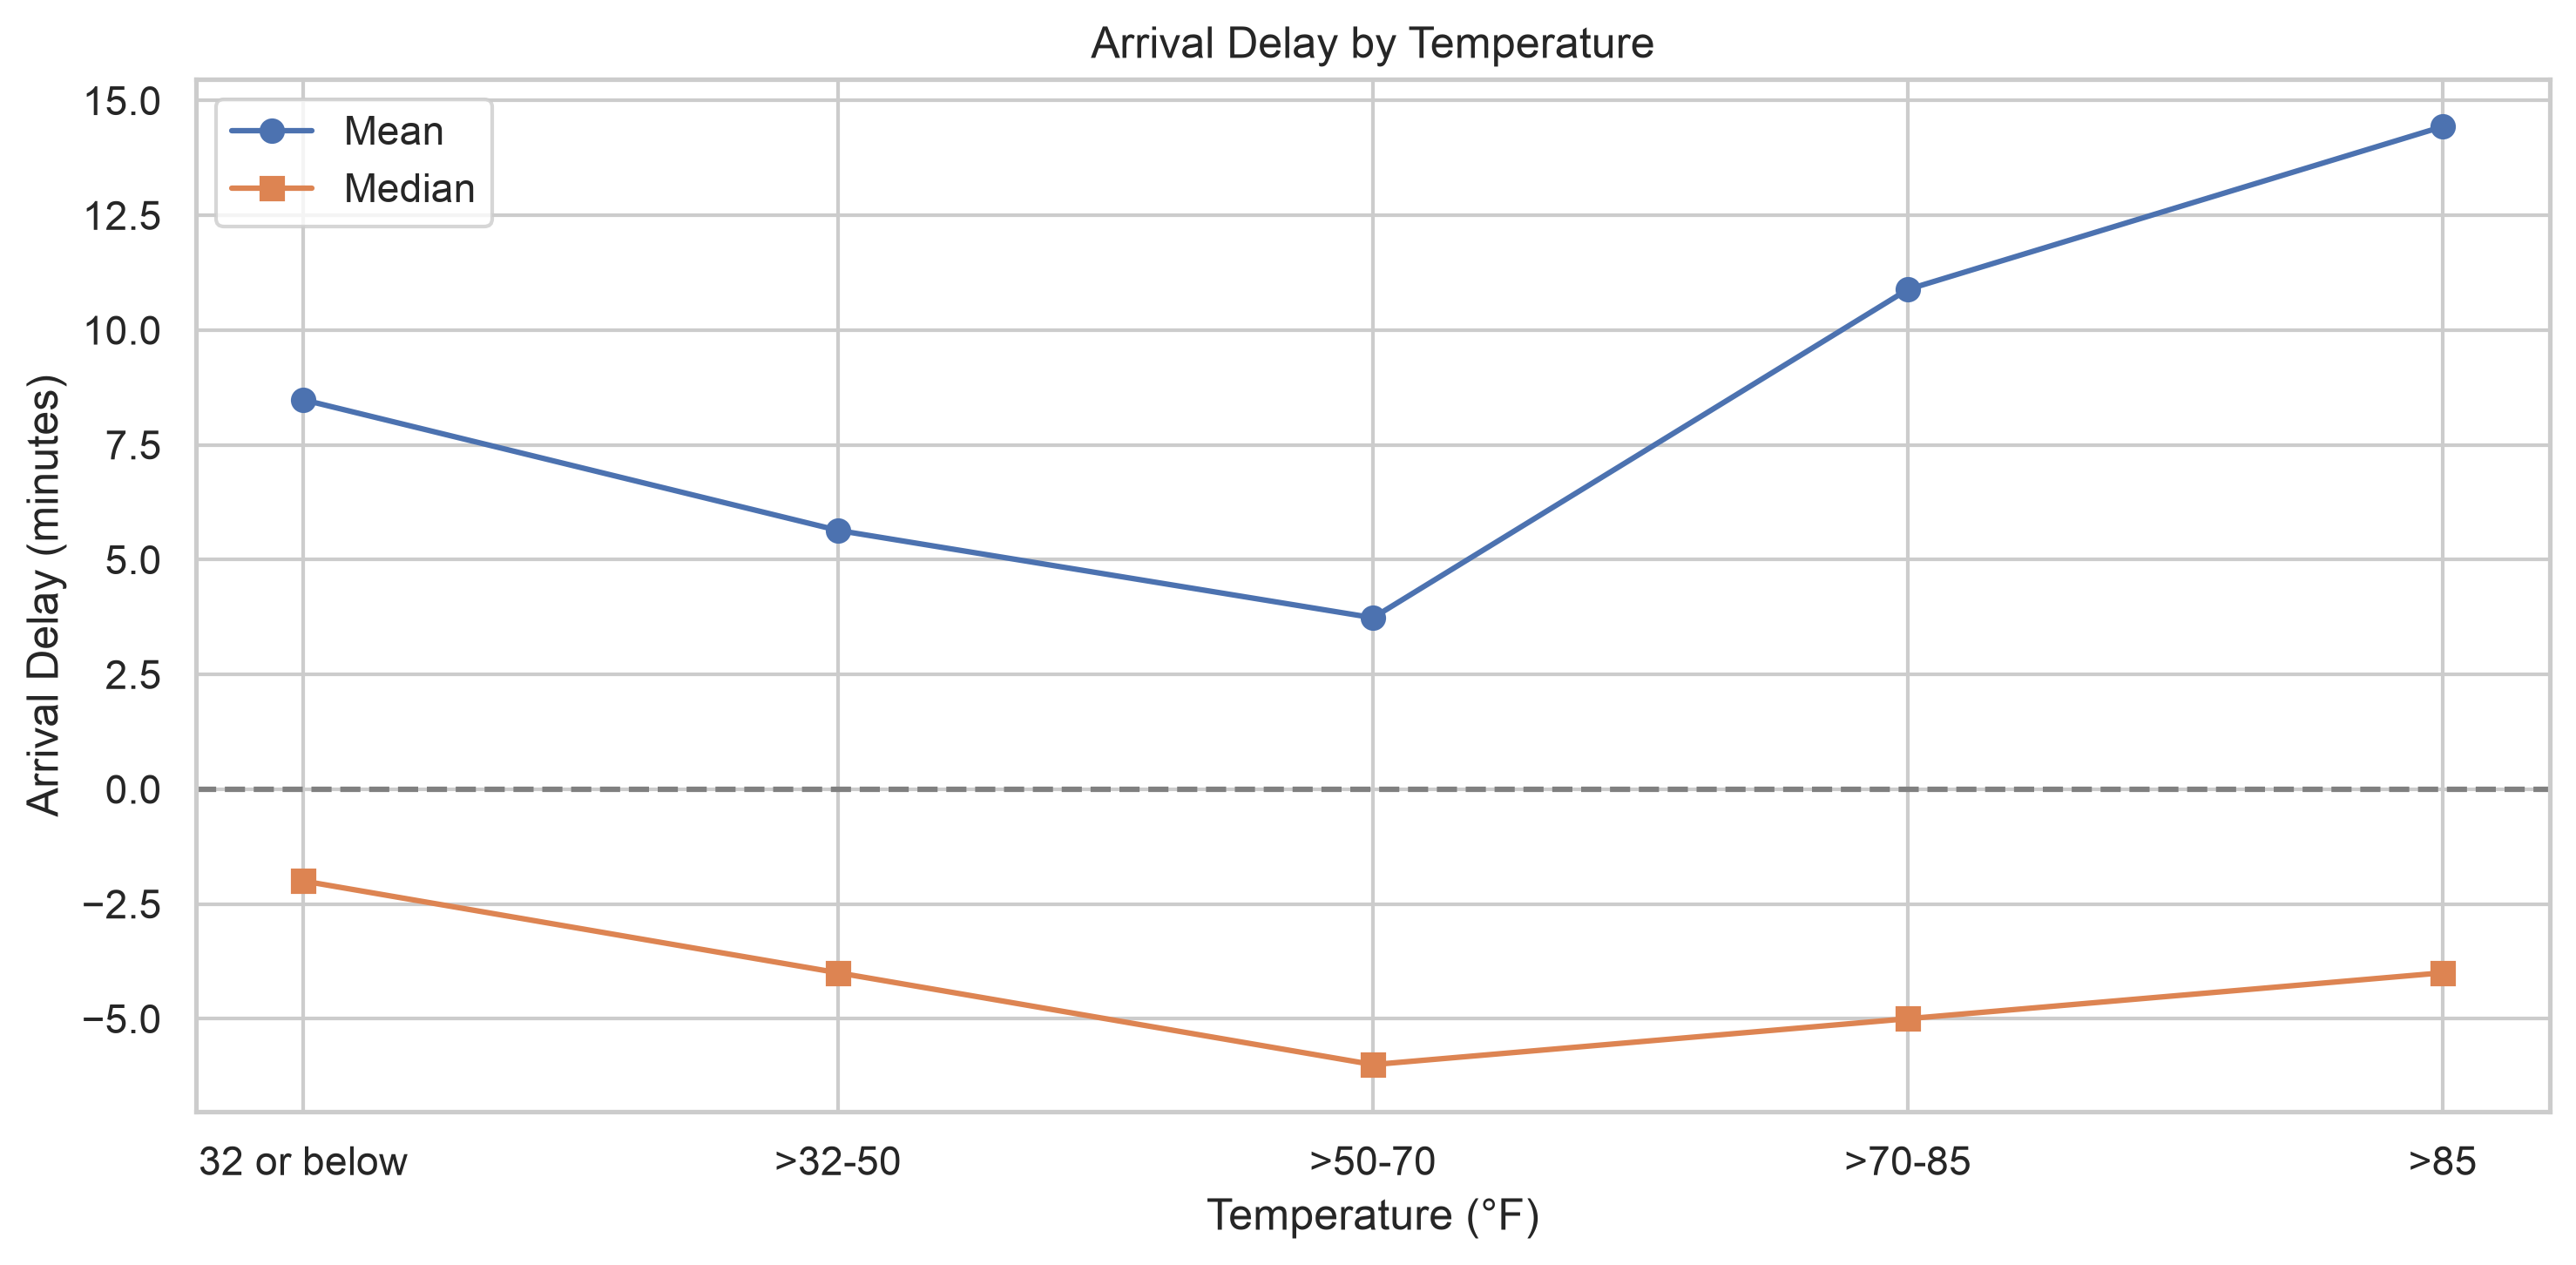 Arrival Delay by Temperature
Mean
Median
Arrival Delay (minutes)
15.0
12.5
10.0
7.5
5.0
2.5
0.0
−2.5
−5.0
32 or below
>32-50
>50-70
>70-85
>85
Temperature (°F)